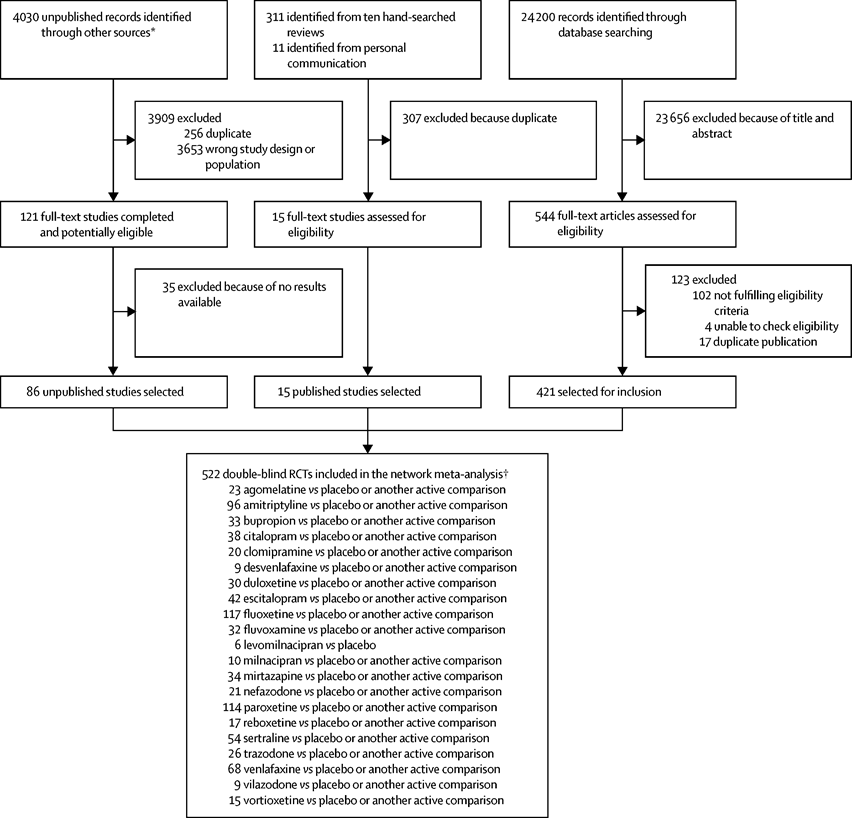 4030 unpublished records identified
through other sources*
311 identified from ten hand-searched
reviews
11 identified from personal
communication
24 200 records identified through
database searching
3909 excluded
256 duplicate
3653 wrong study design or
population
307 excluded because duplicate
23 656 excluded because of title and
abstract
121 full-text studies completed
and potentially eligible
15 full-text studies assessed for
eligibility
544 full-text articles assessed for
eligibility
35 excluded because of no results
available
123 excluded
102 not fulfilling eligibility
criteria
4 unable to check eligibility
17 duplicate publication
86 unpublished studies selected
15 published studies selected
421 selected for inclusion
522 double-blind RCTs included in the network meta-analysis†
23 agomelatine vs placebo or another active comparison
96 amitriptyline vs placebo or another active comparison
33 bupropion vs placebo or another active comparison
38 citalopram vs placebo or another active comparison
20 clomipramine vs placebo or another active comparison
9 desvenlafaxine vs placebo or another active comparison
30 duloxetine vs placebo or another active comparison
42 escitalopram vs placebo or another active comparison
117 fluoxetine vs placebo or another active comparison
32 fluvoxamine vs placebo or another active comparison
6 levomilnacipran vs placebo
10 milnacipran vs placebo or another active comparison
34 mirtazapine vs placebo or another active comparison
21 nefazodone vs placebo or another active comparison
114 paroxetine vs placebo or another active comparison
17 reboxetine vs placebo or another active comparison
54 sertraline vs placebo or another active comparison
26 trazodone vs placebo or another active comparison
68 venlafaxine vs placebo or another active comparison
9 vilazodone vs placebo or another active comparison
15 vortioxetine vs placebo or another active comparison